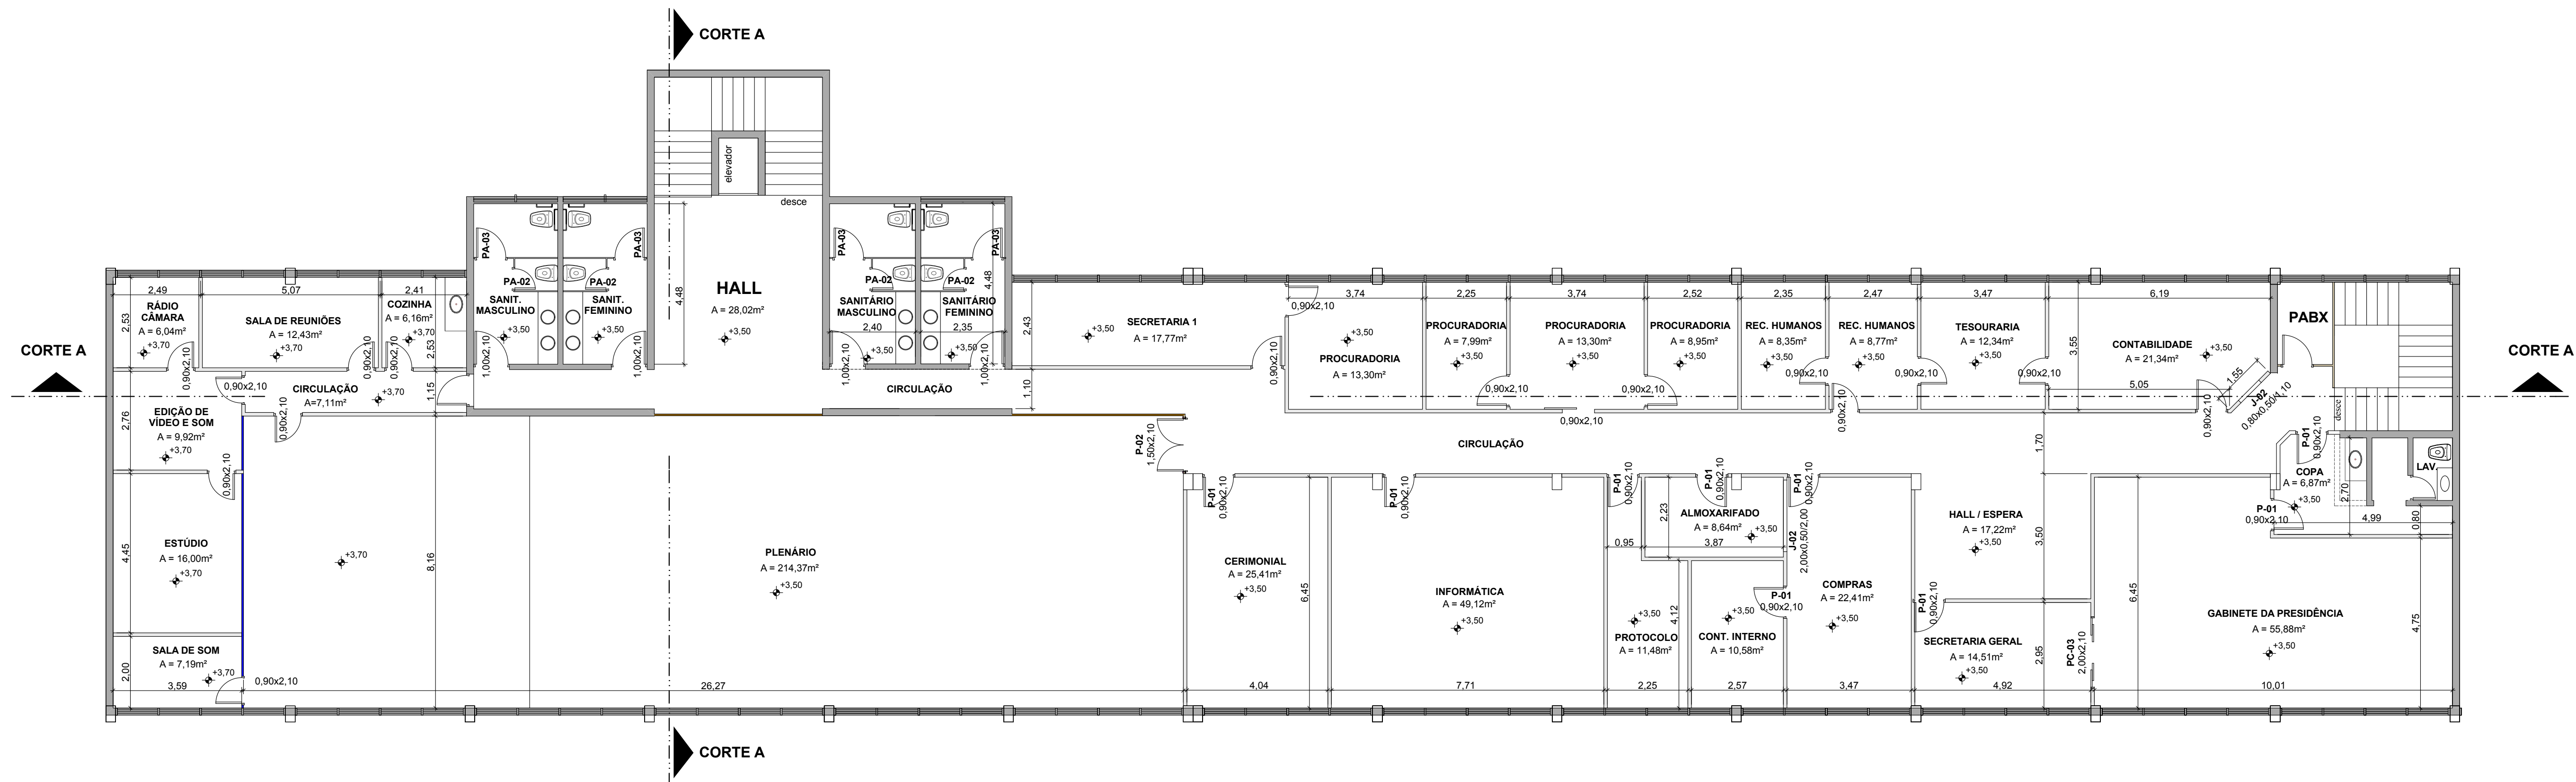 CORTE A
elevador
desce
PA-03
PA-03
PA-03
PA-03
PA-02
PA-02
PA-02
PA-02
SANIT.
MASCULINO
+3,50
1,00x2,10
SANIT.
FEMININO
+3,50
1,00x2,10
4,48
HALL
A = 28,02m²
+3,50
SANITÁRIO
MASCULINO
2,40
+3,50
1,00x2,10
SANITÁRIO
FEMININO
2,35
+3,50
1,00x2,10
4,48
CORTE A
2,49
5,07
2,41
RÁDIO
CÂMARA
A = 6,04m²
+3,70
2,53
0,90x2,10
SALA DE REUNIÕES
A = 12,43m²
+3,70
0,90x2,10
COZINHA
A = 6,16m²
+3,70
2,53
0,90x2,10
0,90x2,10
CIRCULAÇÃO
A=7,11m²
+3,70
1,15
0,90x2,10
EDIÇÃO DE
VÍDEO E SOM
A = 9,92m²
+3,70
2,76
0,90x2,10
ESTÚDIO
A = 16,00m²
+3,70
4,45
SALA DE SOM
A = 7,19m²
+3,70
2,00
3,59
0,90x2,10
+3,70
8,16
PLENÁRIO
A = 214,37m²
+3,50
26,27
CIRCULAÇÃO
1,10
2,43
+3,50
SECRETARIA 1
A = 17,77m²
0,90x2,10
0,90x2,10
3,74
+3,50
PROCURADORIA
A = 13,30m²
2,25
PROCURADORIA
A = 7,99m²
+3,50
0,90x2,10
3,74
PROCURADORIA
A = 13,30m²
+3,50
0,90x2,10
2,52
PROCURADORIA
A = 8,95m²
+3,50
0,90x2,10
2,35
REC. HUMANOS
A = 8,35m²
+3,50
0,90x2,10
2,47
REC. HUMANOS
A = 8,77m²
+3,50
0,90x2,10
0,90x2,10
3,47
TESOURARIA
A = 12,34m²
+3,50
0,90x2,10
6,19
3,55
CONTABILIDADE
A = 21,34m²
+3,50
5,05
1,55
0,90x2,10
J-02
0,80x0,50/1,10
PABX
desce
CORTE A
P-02
1,50x2,10
CIRCULAÇÃO
1,70
P-01
0,90x2,10
CERIMONIAL
A = 25,41m²
+3,50
6,45
4,04
P-01
0,90x2,10
INFORMÁTICA
A = 49,12m²
+3,50
7,71
P-01
0,90x2,10
0,95
+3,50
PROTOCOLO
A = 11,48m²
4,12
2,25
P-01
0,90x2,10
2,23
ALMOXARIFADO
A = 8,64m²
+3,50
3,87
J-02
2,00x0,50/2,00
P-01
0,90x2,10
+3,50
CONT. INTERNO
A = 10,58m²
2,57
P-01
0,90x2,10
COMPRAS
A = 22,41m²
+3,50
3,47
HALL / ESPERA
A = 17,22m²
+3,50
3,50
P-01
0,90x2,10
SECRETARIA GERAL
A = 14,51m²
+3,50
2,95
4,92
PC-03
2,00x2,10
P-01
0,90x2,10
COPA
A = 6,87m²
+3,50
2,70
LAV.
P-01
0,90x2,10
4,99
0,80
6,45
GABINETE DA PRESIDÊNCIA
A = 55,88m²
+3,50
4,75
10,01
CORTE A